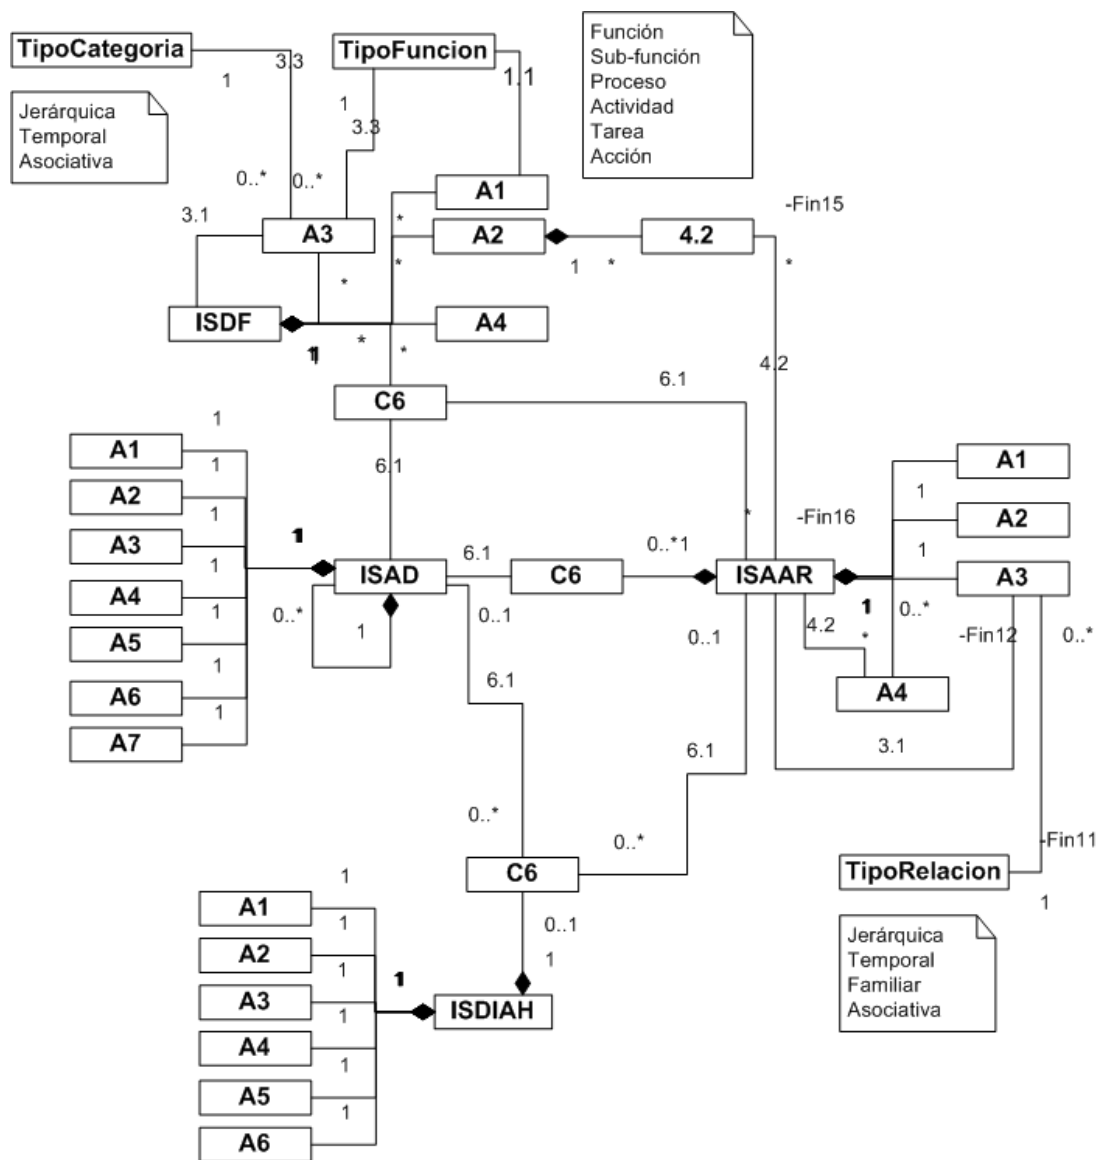 TipoCategoria
TipoFuncion
Función
Sub-función
Proceso
Actividad
Tarea
Acción
3.3
1.1
1
1
3.3
Jerárquica
Temporal
Asociativa
0..*
0..*
A1
3.1
-Fin15
A3
*
A2
4.2
*
1
*
*
*
ISDF
A4
1
*
*
4.2
6.1
C6
1
A1
1
6.1
A1
A2
1
1
A2
1
A3
1
-Fin16
*
1
6.1
0..*
1
ISAD
C6
ISAAR
1
A3
A4
1
0..*
1
0..1
0..1
4.2
*
1
0..*
-Fin12
0..*
A5
1
6.1
A4
A6
1
A7
6.1
3.1
0..*
0..*
-Fin11
TipoRelacion
C6
1
1
A1
1
0..1
1
Jerárquica
Temporal
Familiar
Asociativa
A2
1
1
A3
ISDIAH
1
A4
1
A5
1
A6